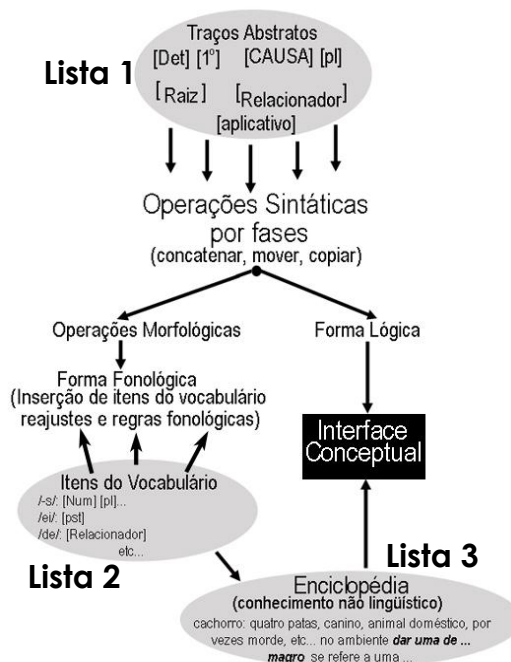 Traços Abstratos
Lista 1
[Det] [1º] [CAUSA] [pl]
[Raiz] [Relacionador]
[aplicativo]
Operações Sintáticas
por fases
(concatenar, mover, copiar)
Operações Morfológicas
Forma Lógica
Forma Fonológica
(Inserção de itens do vocabulário
reajustes e regras fonológicas)
Interface
Conceptual
Itens do Vocabulário
/-s/: [Num] [pl]...
/ei/: [pst]
/de/: [Relacionador]
etc...
Lista 2
Lista 3
Enciclopédia
(conhecimento não lingüístico)
cachorro: quatro patas, canino, animal doméstico, por
vezes morde, etc... no ambiente dar uma de ...
magro se refere a uma ...